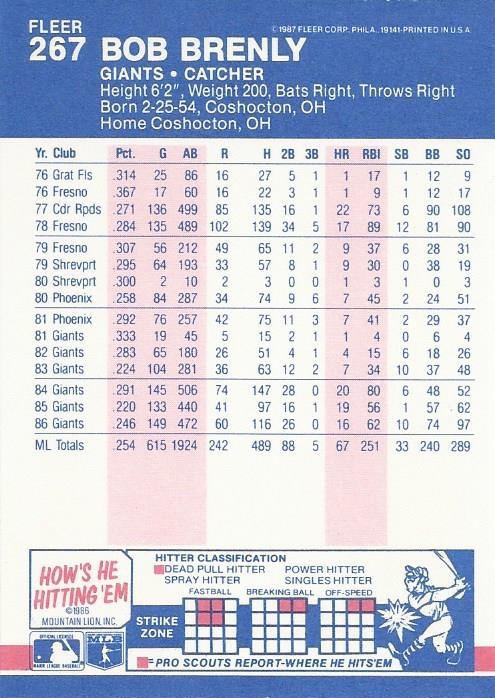 FLEER
©1987 FLEER CORP. PHILA., 19141-PRINTED IN U.S.A
267 BOB BRENLY
GIANTS • CATCHER
Height 6'2", Weight 200, Bats Right, Throws Right
Born 2-25-54, Coshocton, OH
Home Coshocton, OH
Yr. Club Pct. G AB R H 2B 3B HR RBI SB BB SO
76 Grat Fls .314 25 86 16 27 5 1 1 17 1 12 9
76 Fresno .367 17 60 16 22 3 1 1 9 1 12 17
77 Cdr Rpds .271 136 499 85 135 16 1 22 73 6 90 108
78 Fresno .284 135 489 102 139 34 5 17 89 12 81 90
79 Fresno .307 56 212 49 65 11 2 9 37 6 28 31
79 Shrevprt .295 64 193 33 57 8 1 9 30 0 38 19
80 Shrevprt .300 2 10 2 3 0 0 1 3 1 0 3
80 Phoenix .258 84 287 34 74 9 6 7 45 2 24 51
81 Phoenix .292 76 257 42 75 11 3 7 41 2 29 37
81 Giants .333 19 45 5 15 2 1 1 4 0 6 4
82 Giants .283 65 180 26 51 4 1 4 15 6 18 26
83 Giants .224 104 281 36 63 12 2 7 34 10 37 48
84 Giants .291 145 506 74 147 28 0 20 80 6 48 52
85 Giants .220 133 440 41 97 16 1 19 56 1 57 62
86 Giants .246 149 472 60 116 26 0 16 62 10 74 97
ML Totals .254 615 1924 242 489 88 5 67 251 33 240 289
HOW'S HE
HITTING 'EM
©1986
MOUNTAIN LION, INC.
HITTER CLASSIFICATION
DEAD PULL HITTER POWER HITTER
SPRAY HITTER SINGLES HITTER
FASTBALL BREAKING BALL OFF-SPEED
STRIKE
ZONE
=PRO SCOUTS REPORT-WHERE HE HITS'EM
OFFICIAL LICENSEE
MAJOR LEAGUE BASEBALL